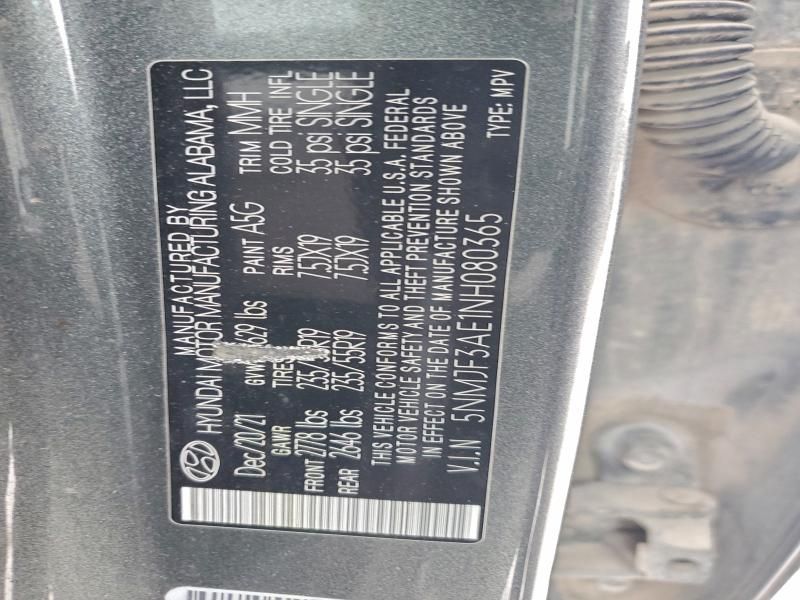 MANUFACTURED BY
HYUNDAI MOTOR MANUFACTURING ALABAMA, LLC
Dec/20/21 629 lbs PAINT A5G TRIM MMH
GAWR TIRE RIMS COLD TIRE INFL
FRONT 2778 lbs 235/55R19 7.5JX19 35 psi SINGLE
REAR 2646 lbs 235/55R19 7.5JX19 35 psi SINGLE
THIS VEHICLE CONFORMS TO ALL APPLICABLE U.S.A. FEDERAL
MOTOR VEHICLE SAFETY AND THEFT PREVENTION STANDARDS
IN EFFECT ON THE DATE OF MANUFACTURE SHOWN ABOVE
V.I.N 5NMJF3AE1NH080365
TYPE: MPV